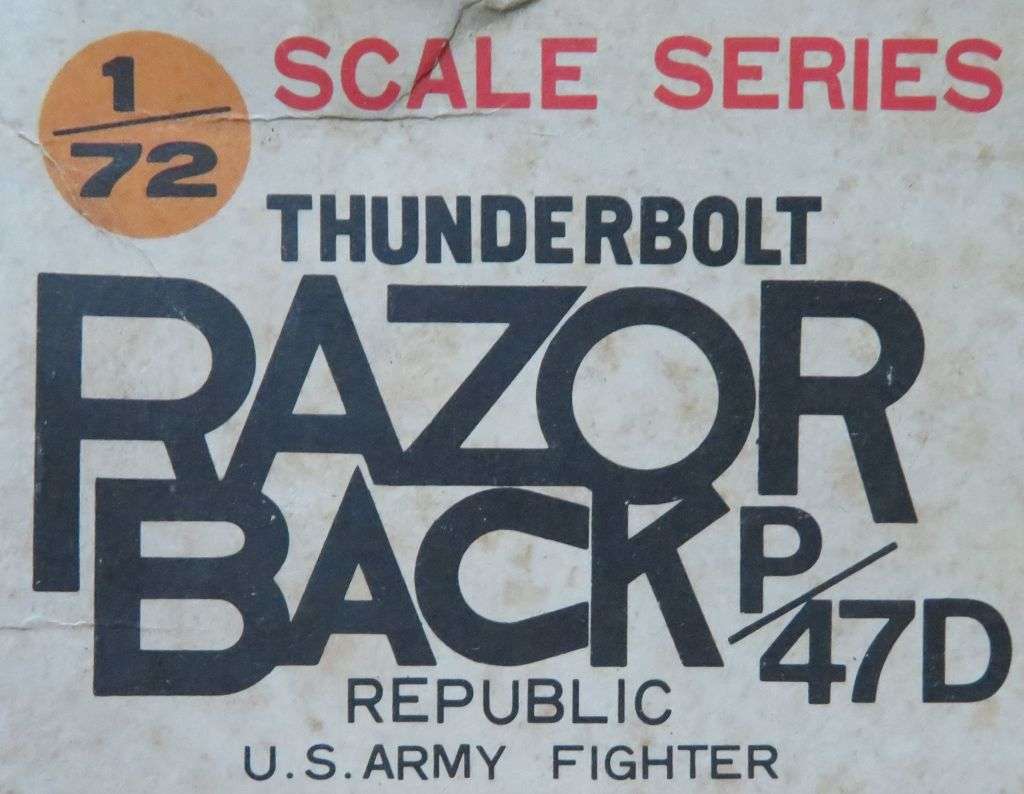 1/72 SCALE SERIES
THUNDERBOLT
RAZOR
BACK P/47D
REPUBLIC
U.S. ARMY FIGHTER